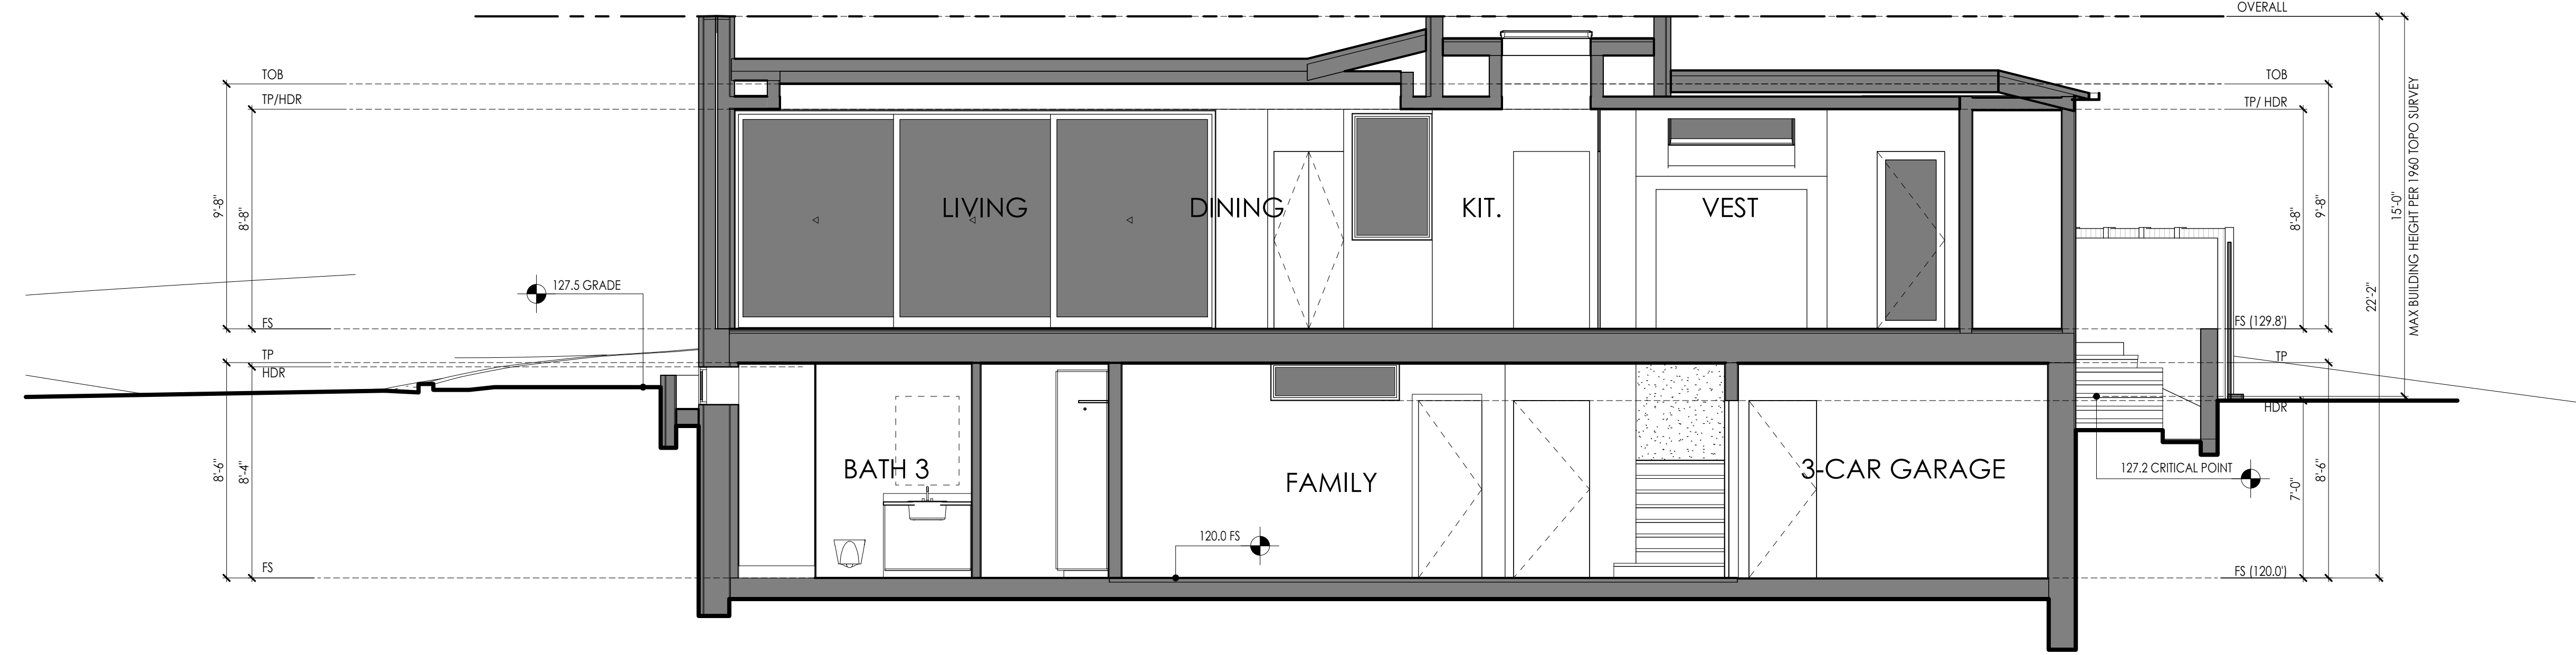 OVERALL
TOB
TOB
TP/HDR
TP/ HDR
9'-8"
8'-8"
LIVING
DINING
KIT.
VEST
8'-8"
9'-8"
15'-0"
MAX BUILDING HEIGHT PER 1960 TOPO SURVEY
22'-2"
127.5 GRADE
FS
FS (129.8')
TP
TP
HDR
HDR
8'-6"
8'-4"
BATH 3
FAMILY
3-CAR GARAGE
127.2 CRITICAL POINT
7'-0"
8'-6"
120.0 FS
FS
FS (120.0')